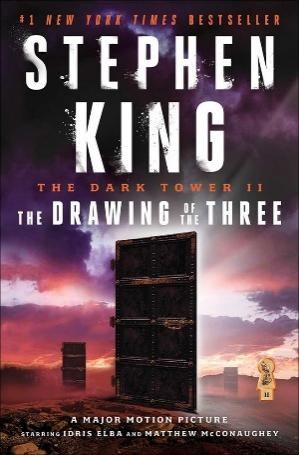 #1 NEW YORK TIMES BESTSELLER
STEPHEN
KING
THE DARK TOWER II
THE DRAWING OF THE THREE
II
A MAJOR MOTION PICTURE
STARRING IDRIS ELBA AND MATTHEW McCONAUGHEY